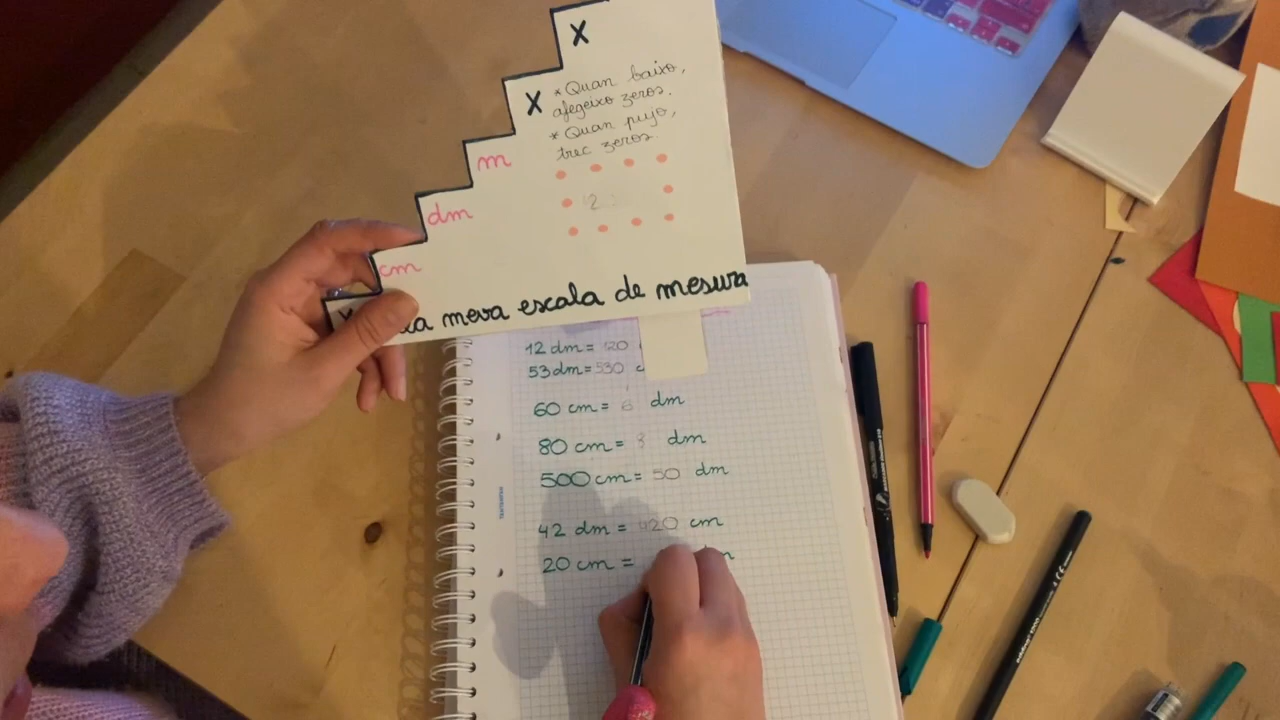 X
X
* Quan baixo,
afegeixo zeros.
* Quan pujo,
trec zeros.
m
dm
cm
2
La meva escala de mesura
12 dm = 120
53 dm = 530 c
60 cm = 6 dm
80 cm = 8 dm
500 cm = 50 dm
42 dm = 420 cm
20 cm = m